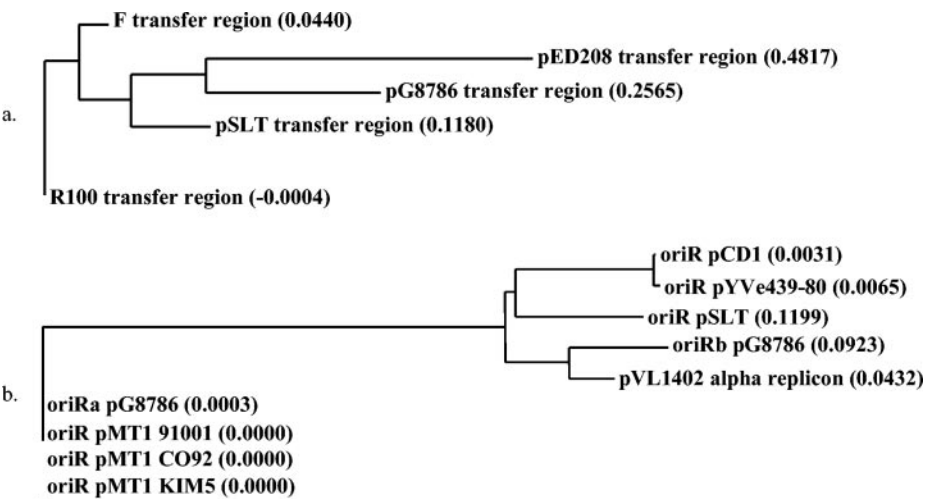 F transfer region (0.0440)
pED208 transfer region (0.4817)
pG8786 transfer region (0.2565)
a.
pSLT transfer region (0.1180)
R100 transfer region (-0.0004)
oriR pCD1 (0.0031)
oriR pYVe439-80 (0.0065)
oriR pSLT (0.1199)
oriRb pG8786 (0.0923)
pVL1402 alpha replicon (0.0432)
b.
oriRa pG8786 (0.0003)
oriR pMT1 91001 (0.0000)
oriR pMT1 CO92 (0.0000)
oriR pMT1 KIM5 (0.0000)